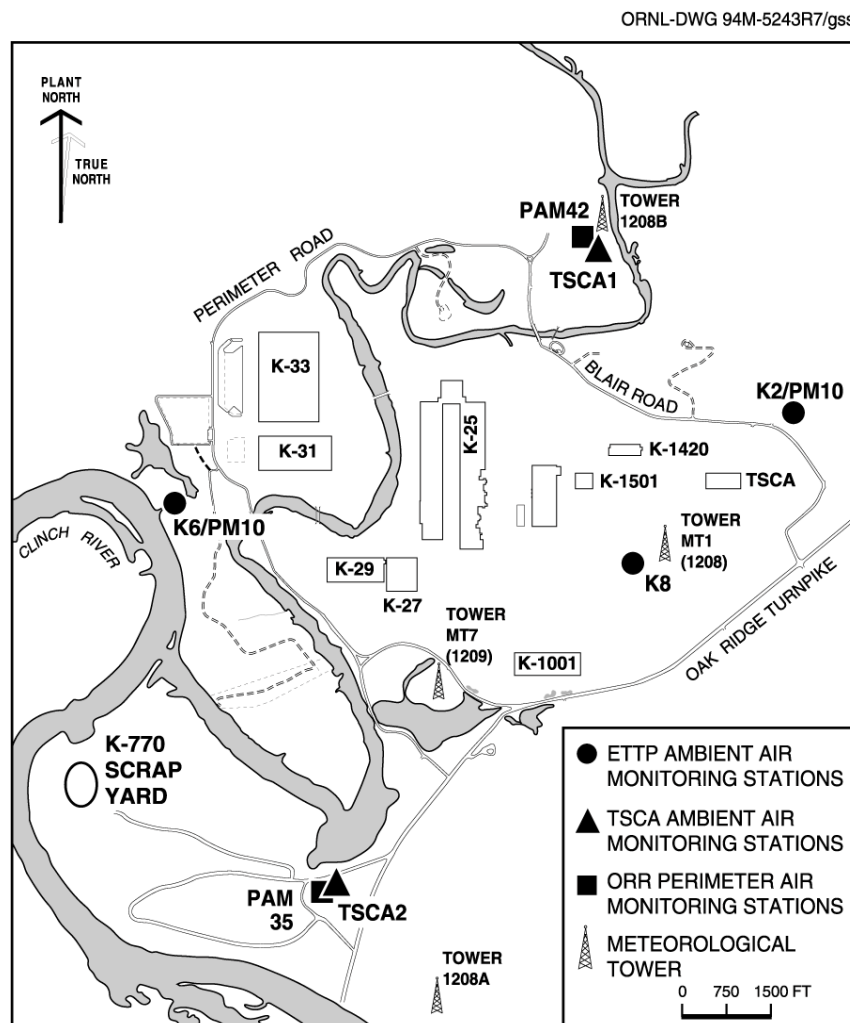 ORNL-DWG 94M-5243R7/gss
PLANT
NORTH
TRUE
NORTH
PAM42
TOWER
1208B
TSCA1
PERIMETER ROAD
K-33
K-31
K-25
BLAIR ROAD
K2/PM10
K-1420
K-1501
TSCA
K6/PM10
CLINCH
RIVER
TOWER
MT1
(1208)
K8
K-29
K-27
TOWER
MT7
(1209)
K-1001
OAK RIDGE TURNPIKE
K-770
SCRAP
YARD
PAM
35
TSCA2
TOWER
1208A
ETTP AMBIENT AIR
MONITORING STATIONS
TSCA AMBIENT AIR
MONITORING STATIONS
ORR PERIMETER AIR
MONITORING STATIONS
METEOROLOGICAL
TOWER
0 750 1500 FT